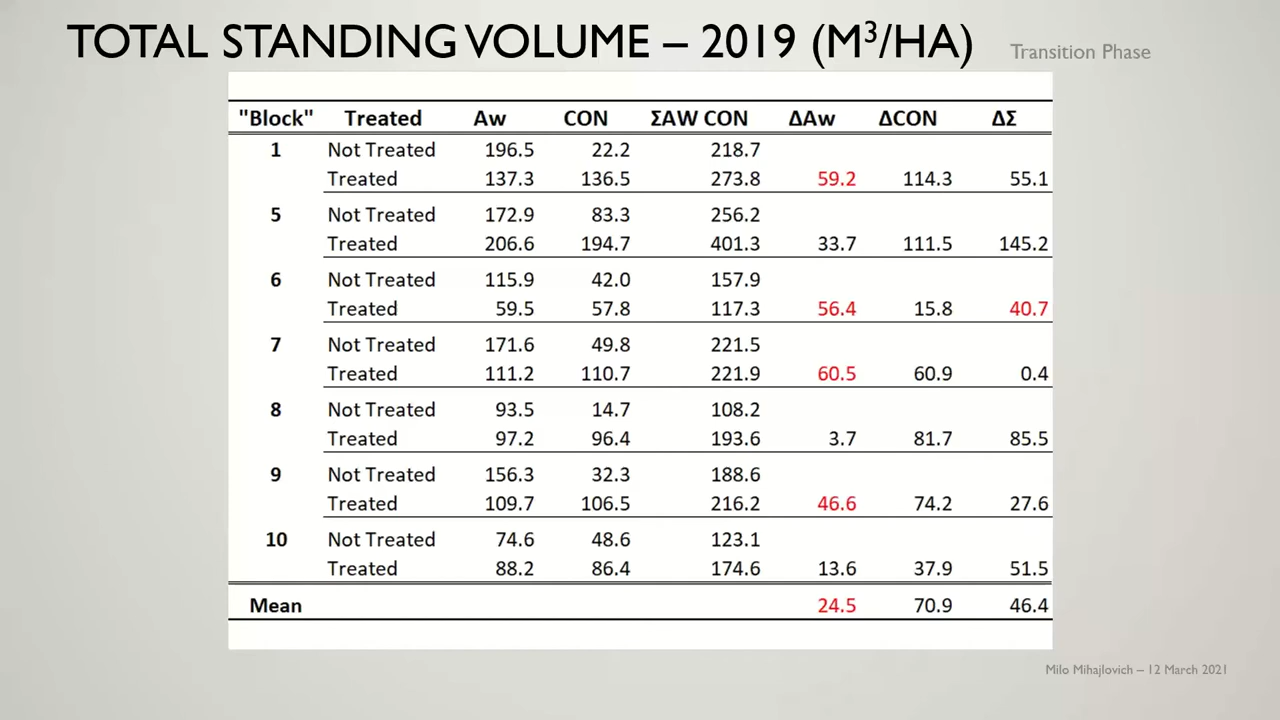 TOTAL STANDING VOLUME – 2019 (M³/HA) Transition Phase
"Block" Treated Aw CON ΣAW CON ΔAw ΔCON ΔΣ
1 Not Treated 196.5 22.2 218.7
Treated 137.3 136.5 273.8 59.2 114.3 55.1
5 Not Treated 172.9 83.3 256.2
Treated 206.6 194.7 401.3 33.7 111.5 145.2
6 Not Treated 115.9 42.0 157.9
Treated 59.5 57.8 117.3 56.4 15.8 40.7
7 Not Treated 171.6 49.8 221.5
Treated 111.2 110.7 221.9 60.5 60.9 0.4
8 Not Treated 93.5 14.7 108.2
Treated 97.2 96.4 193.6 3.7 81.7 85.5
9 Not Treated 156.3 32.3 188.6
Treated 109.7 106.5 216.2 46.6 74.2 27.6
10 Not Treated 74.6 48.6 123.1
Treated 88.2 86.4 174.6 13.6 37.9 51.5
Mean 24.5 70.9 46.4
Milo Mihajlovich – 12 March 2021